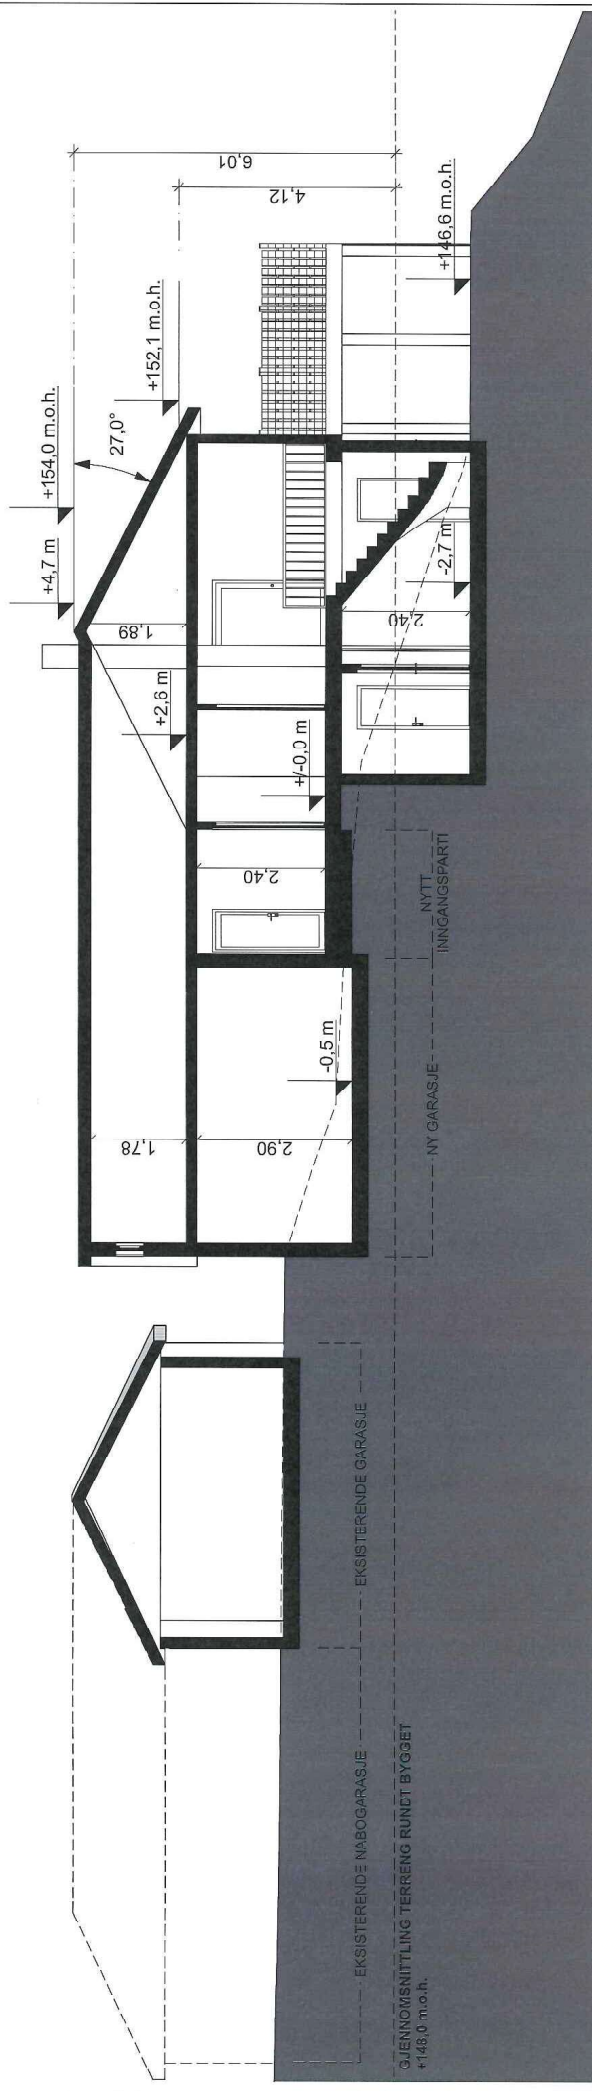 6,01
4,12
+146,6 m.o.h.
+152,1 m.o.h.
+154,0 m.o.h.
27,0°
+4,7 m
1,89
+2,6 m
-2,7 m
2,40
+/-0,0 m
2,40
NYTT
INNGANGSPARTI
-0,5 m
NY GARASJE
1,78
2,90
EKSISTERENDE GARASJE
EKSISTERENDE NABOGARASJE
GJENNOMSNITTLING TERRENG RUNDT BYGGET
+148,0 m.o.h.